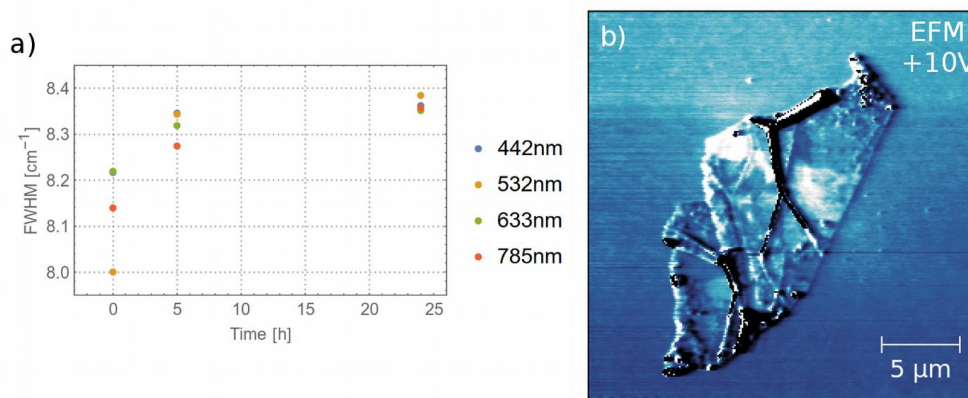 a)
FWHM [cm⁻¹]
8.4
8.3
8.2
8.1
8.0
0 5 10 15 20 25
Time [h]
442nm
532nm
633nm
785nm
b)
EFM
+10V
5 μm